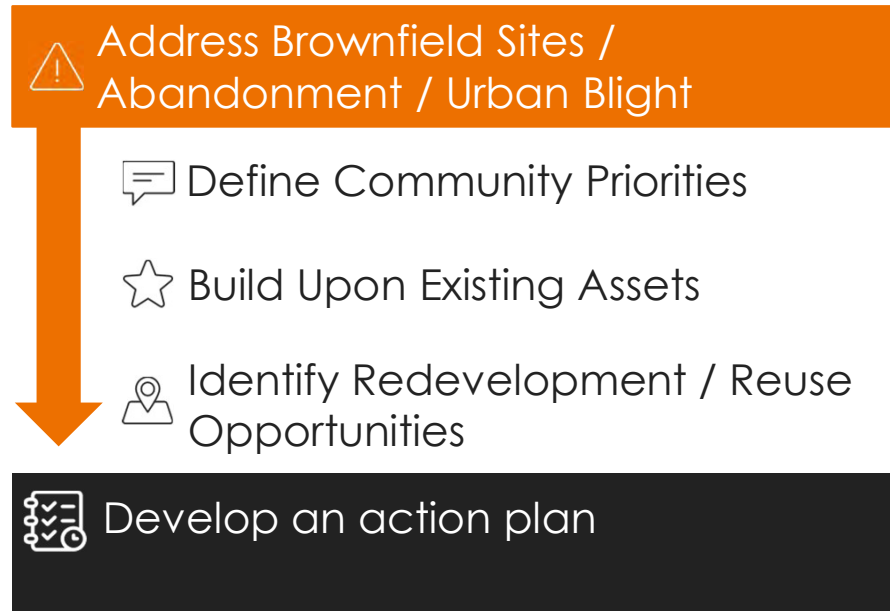 Address Brownfield Sites /
Abandonment / Urban Blight
Define Community Priorities
Build Upon Existing Assets
Identify Redevelopment / Reuse
Opportunities
Develop an action plan